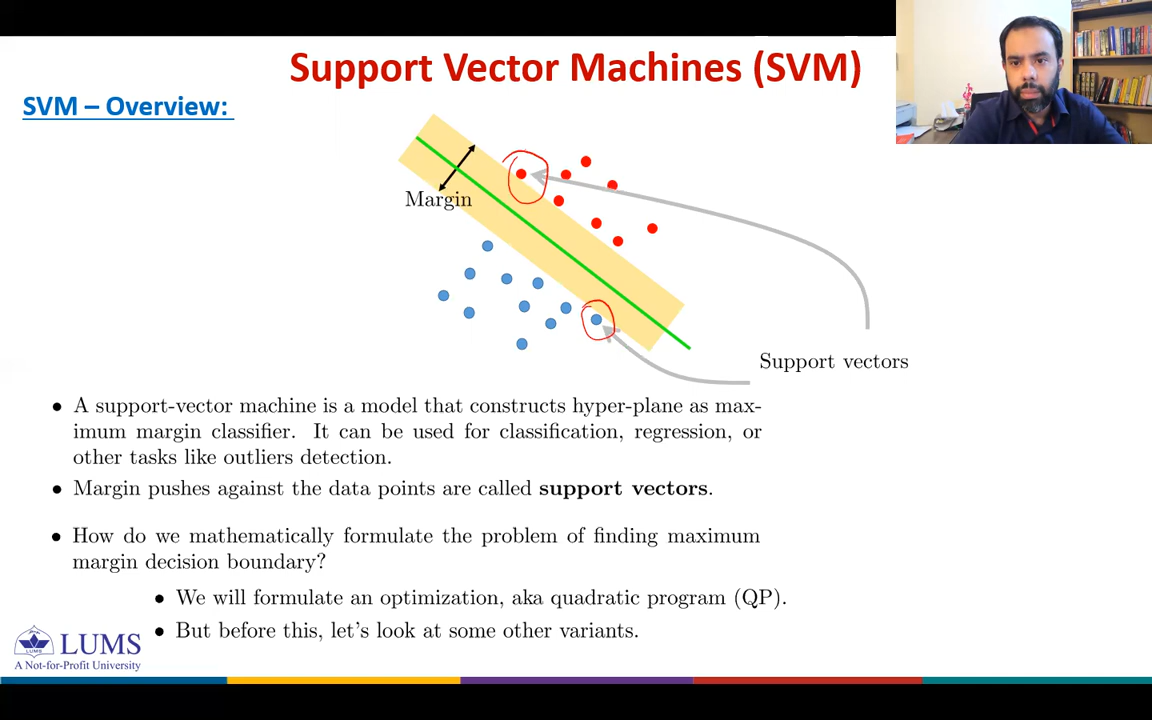 Support Vector Machines (SVM)
SVM – Overview:
Margin
Support vectors
• A support-vector machine is a model that constructs hyper-plane as max-
imum margin classifier. It can be used for classification, regression, or
other tasks like outliers detection.
• Margin pushes against the data points are called support vectors.
• How do we mathematically formulate the problem of finding maximum
margin decision boundary?
• We will formulate an optimization, aka quadratic program (QP).
• But before this, let's look at some other variants.
LUMS
LUMS
A Not-for-Profit University